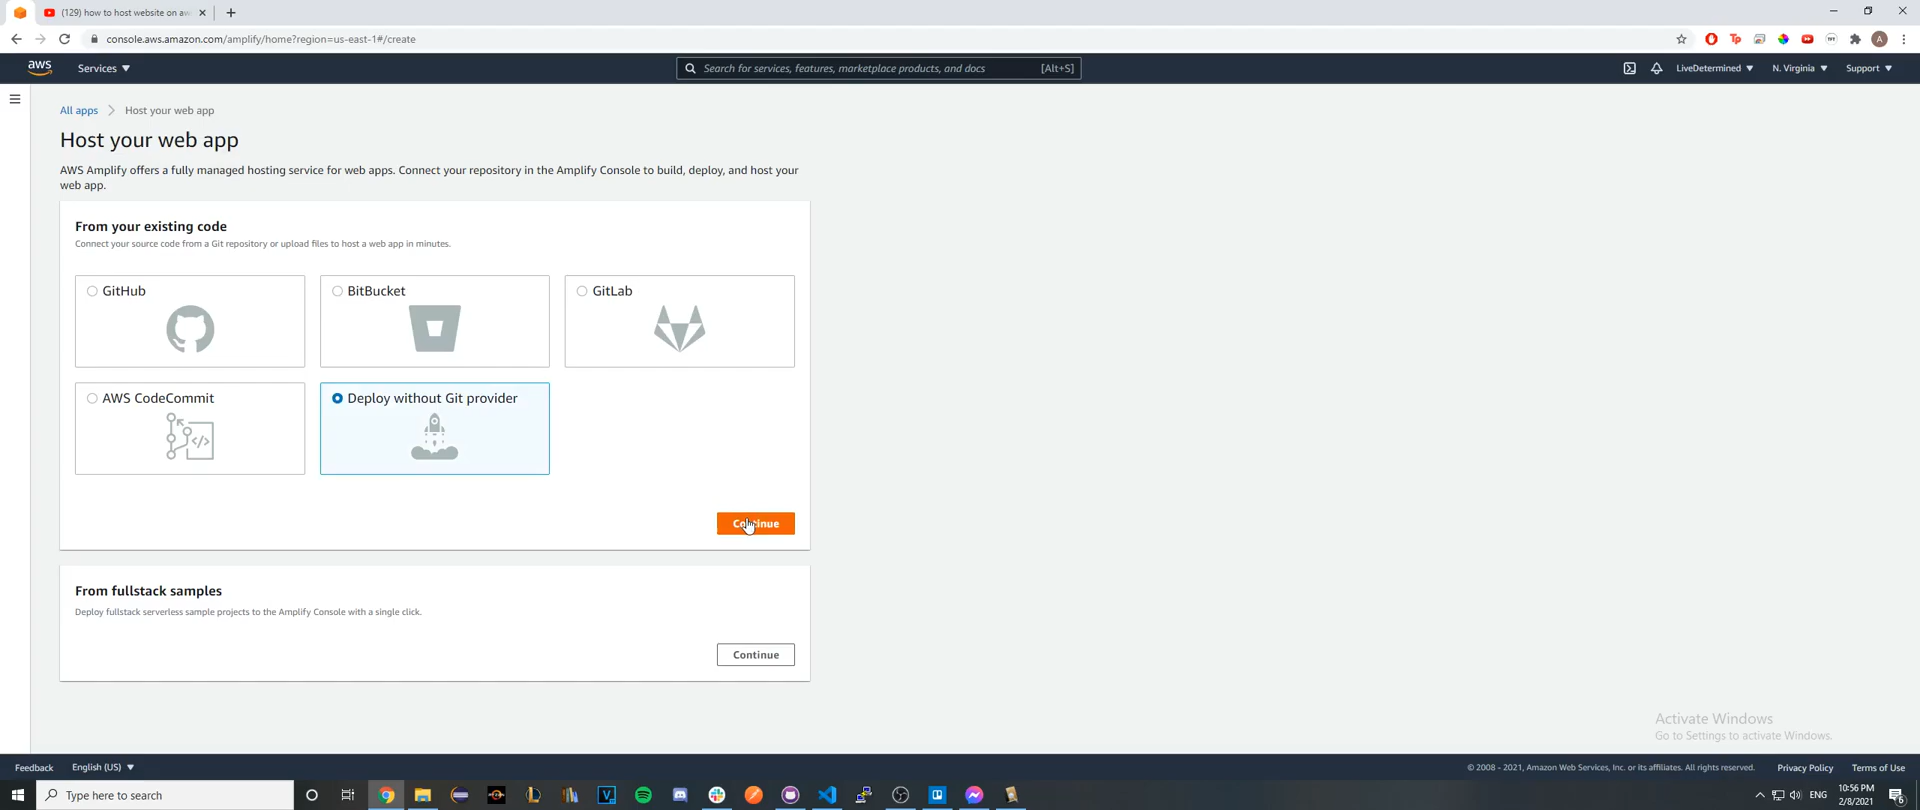 (129) how to host website on aw
console.aws.amazon.com/amplify/home?region=us-east-1#/create
aws
Services
Search for services, features, marketplace products, and docs
[Alt+S]
LiveDetermined
N. Virginia
Support
All apps
Host your web app
Host your web app
AWS Amplify offers a fully managed hosting service for web apps. Connect your repository in the Amplify Console to build, deploy, and host your
web app.
From your existing code
Connect your source code from a Git repository or upload files to host a web app in minutes.
GitHub
BitBucket
GitLab
AWS CodeCommit
Deploy without Git provider
Continue
From fullstack samples
Deploy fullstack serverless sample projects to the Amplify Console with a single click.
Continue
Activate Windows
Go to Settings to activate Windows.
Feedback
English (US)
© 2008 - 2021, Amazon Web Services, Inc. or its affiliates. All rights reserved.
Privacy Policy
Terms of Use
Type here to search
ENG
10:56 PM
2/8/2021